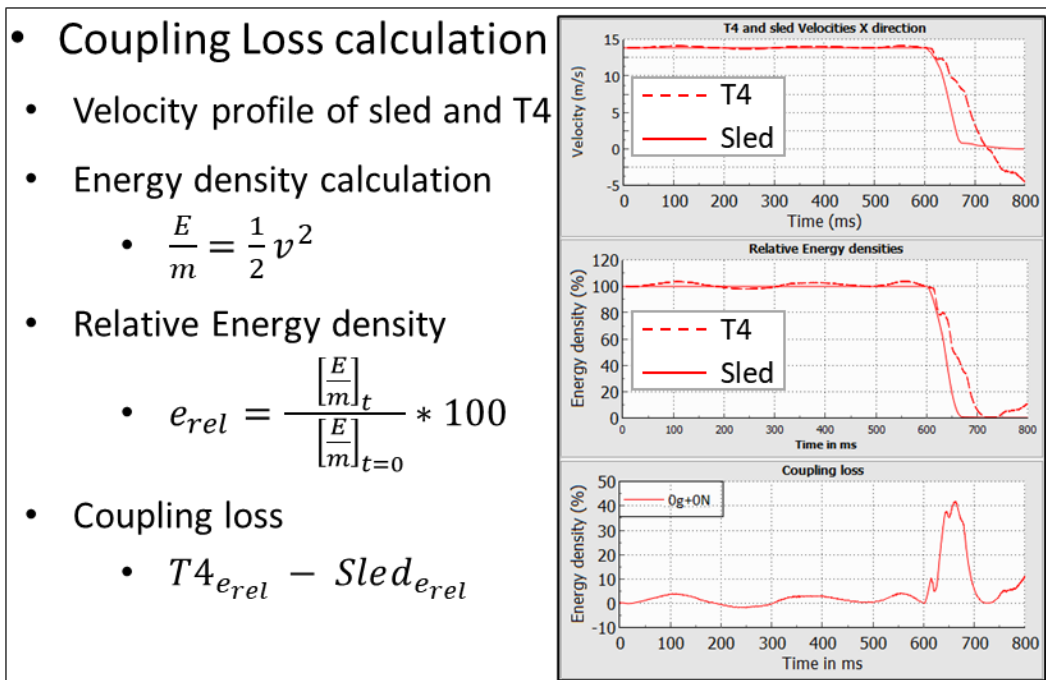 • Coupling Loss calculation
• Velocity profile of sled and T4
• Energy density calculation
• E/m = 1/2 v²
• Relative Energy density
• e_rel = [E/m]_t / [E/m]_t=0 * 100
• Coupling loss
• T4_e_rel − Sled_e_rel
T4 and sled Velocities X direction
Velocity (m/s)
15
10
5
0
-5
T4
Sled
0 100 200 300 400 500 600 700 800
Time (ms)
Relative Energy densities
Energy density (%)
120
100
80
60
40
20
0
T4
Sled
0 100 200 300 400 500 600 700 800
Time in ms
Coupling loss
Energy density (%)
50
40
30
20
10
0
-10
0g+0N
0 100 200 300 400 500 600 700 800
Time in ms